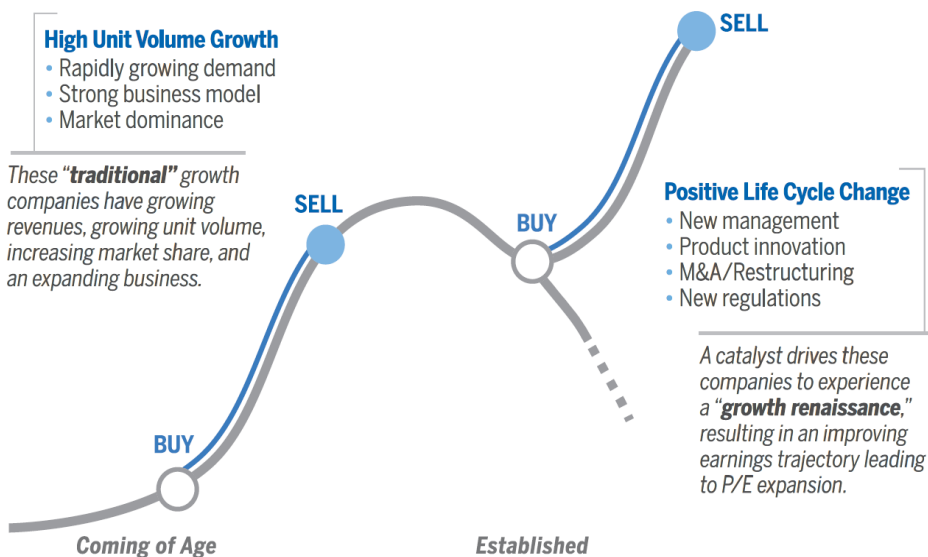 High Unit Volume Growth
• Rapidly growing demand
• Strong business model
• Market dominance
These “traditional” growth
companies have growing
revenues, growing unit volume,
increasing market share, and
an expanding business.
BUY
SELL
BUY
SELL
Positive Life Cycle Change
• New management
• Product innovation
• M&A/Restructuring
• New regulations
A catalyst drives these
companies to experience
a “growth renaissance,”
resulting in an improving
earnings trajectory leading
to P/E expansion.
Coming of Age
Established